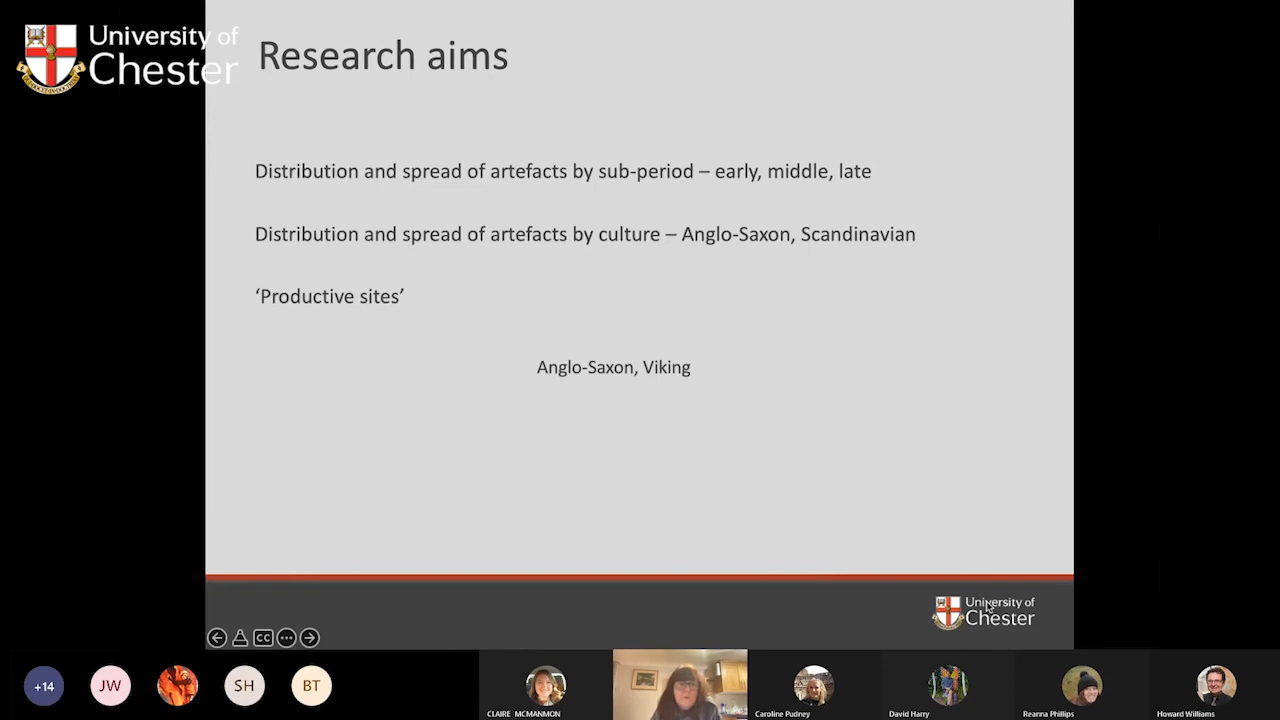 University of
Chester
Research aims
Distribution and spread of artefacts by sub-period – early, middle, late
Distribution and spread of artefacts by culture – Anglo-Saxon, Scandinavian
‘Productive sites’
Anglo-Saxon, Viking
University of
Chester
CC
+14
JW
SH
BT
CLAIRE MCMANMON
Caroline Pudney
David Harry
Reanna Phillips
Howard Williams